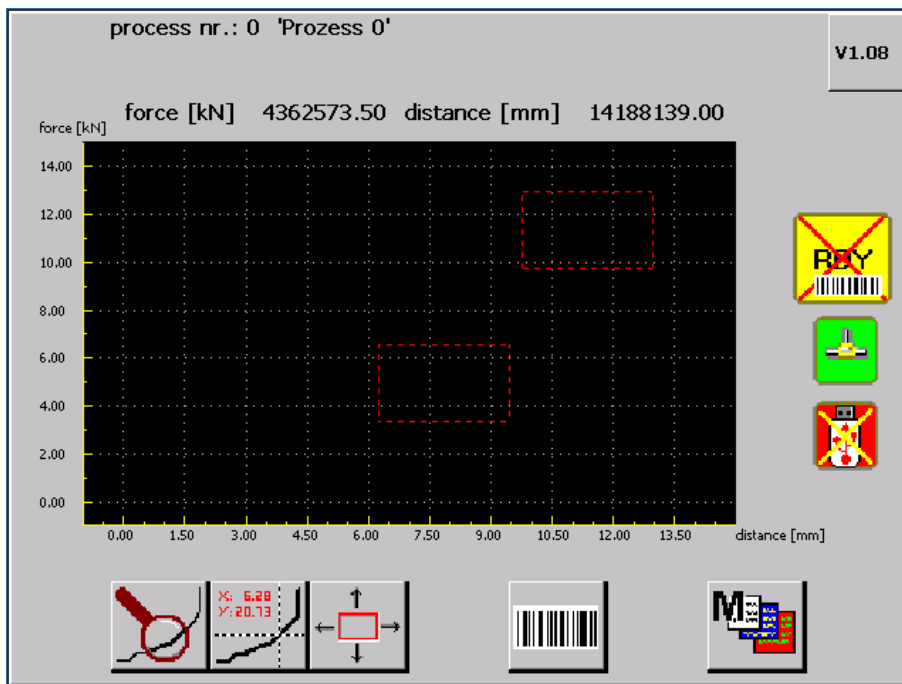 process nr.: 0 'Prozess 0'
V1.08
force [kN] 4362573.50 distance [mm] 14188139.00
force [kN]
14.00
12.00
10.00
8.00
6.00
4.00
2.00
0.00
0.00 1.50 3.00 4.50 6.00 7.50 9.00 10.50 12.00 13.50 distance [mm]
RDY
X: 6.28
Y:20.73
M